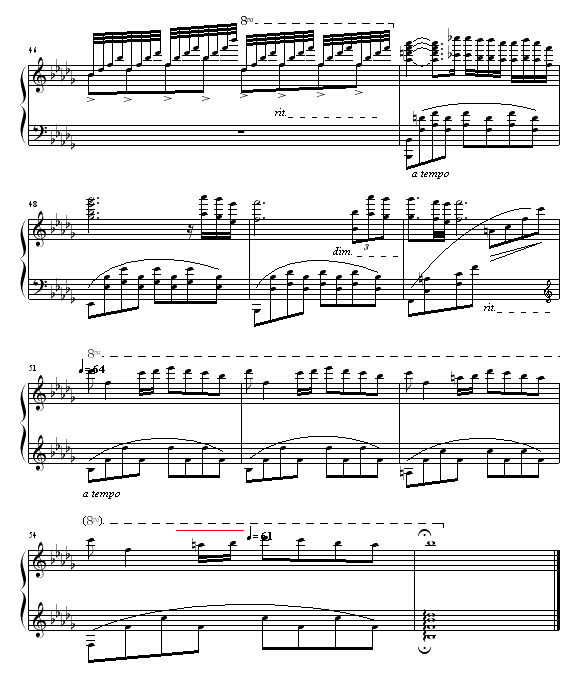 8va
46
rit.
a tempo
48
dim.
3
rit.
8va
51
♩=64
a tempo
(8va)
54
♩=61